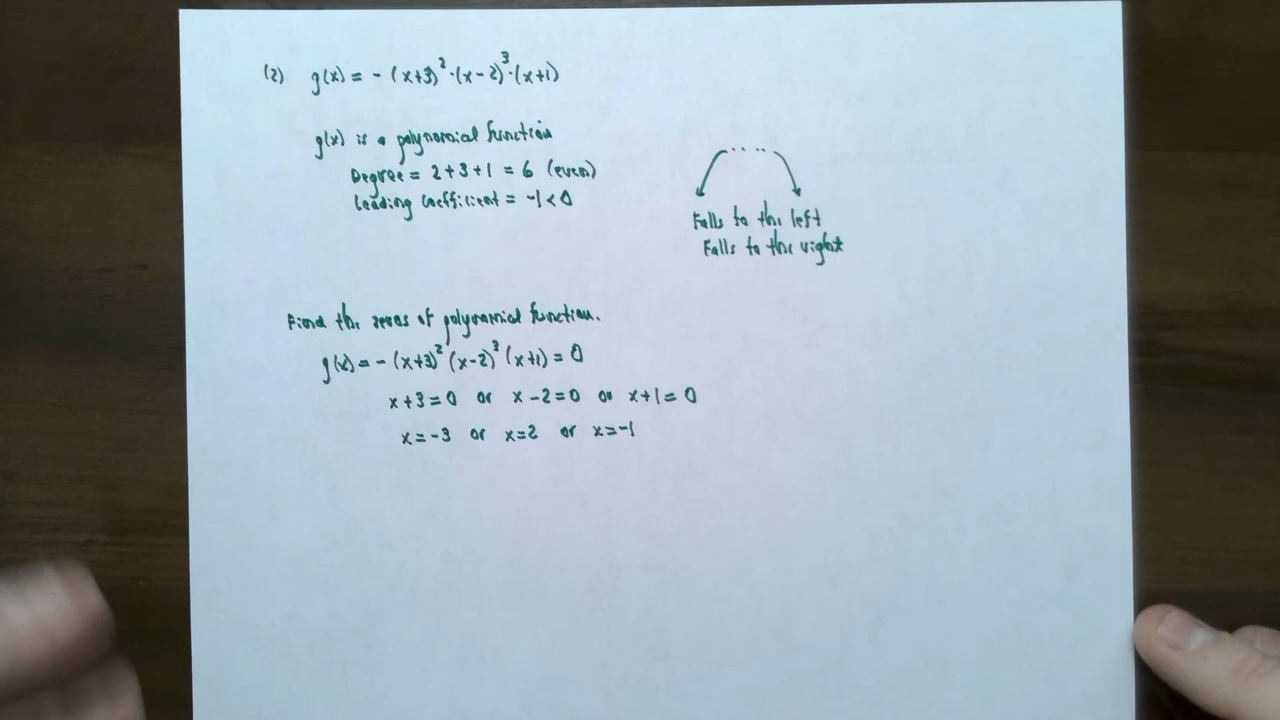 (2) g(x) = - (x+3)²·(x-2)³·(x+1)
g(x) is a polynomial function
Degree = 2+3+1 = 6 (even)
Leading Coefficient = -1 < 0
Falls to the left
Falls to the right
Find the zeros of polynomial function.
g(x) = - (x+3)² (x-2)³ (x+1) = 0
x+3=0 or x-2=0 or x+1=0
x=-3 or x=2 or x=-1